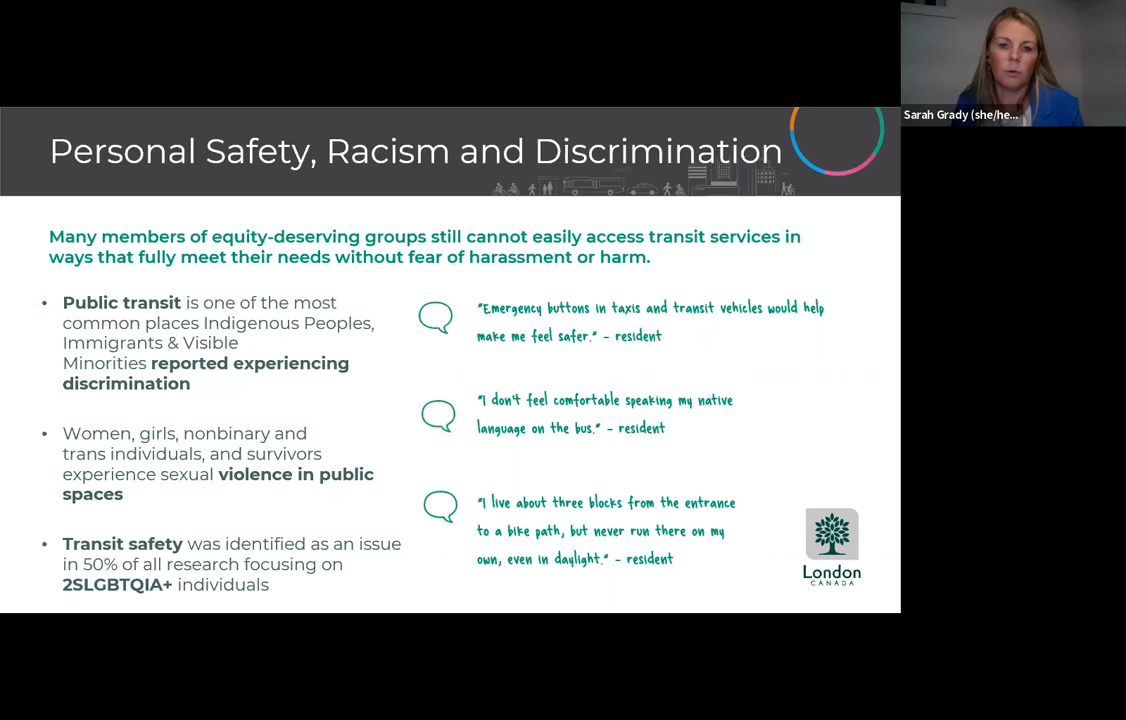 Sarah Grady (she/he...
Personal Safety, Racism and Discrimination
Many members of equity-deserving groups still cannot easily access transit services in
ways that fully meet their needs without fear of harassment or harm.
• Public transit is one of the most
common places Indigenous Peoples,
Immigrants & Visible
Minorities reported experiencing
discrimination
• Women, girls, nonbinary and
trans individuals, and survivors
experience sexual violence in public
spaces
• Transit safety was identified as an issue
in 50% of all research focusing on
2SLGBTQIA+ individuals
"Emergency buttons in taxis and transit vehicles would help
make me feel safer." - resident
"I don't feel comfortable speaking my native
language on the bus." - resident
"I live about three blocks from the entrance
to a bike path, but never run there on my
own, even in daylight." - resident
London
CANADA